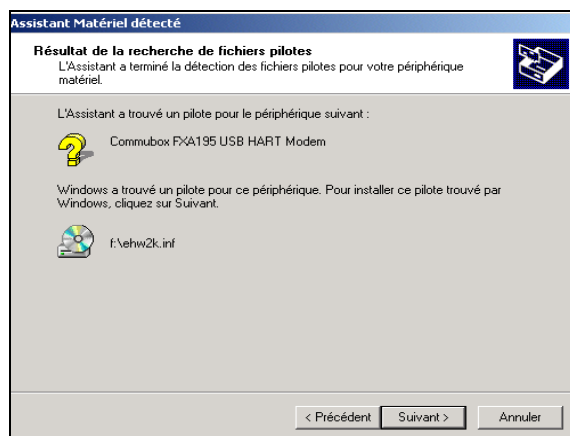 Assistant Matériel détecté
Résultat de la recherche de fichiers pilotes
L'Assistant a terminé la détection des fichiers pilotes pour votre périphérique
matériel.
L'Assistant a trouvé un pilote pour le périphérique suivant :
Commubox FXA195 USB HART Modem
Windows a trouvé un pilote pour ce périphérique. Pour installer ce pilote trouvé par
Windows, cliquez sur Suivant.
f:\ehw2k.inf
< Précédent
Suivant >
Annuler